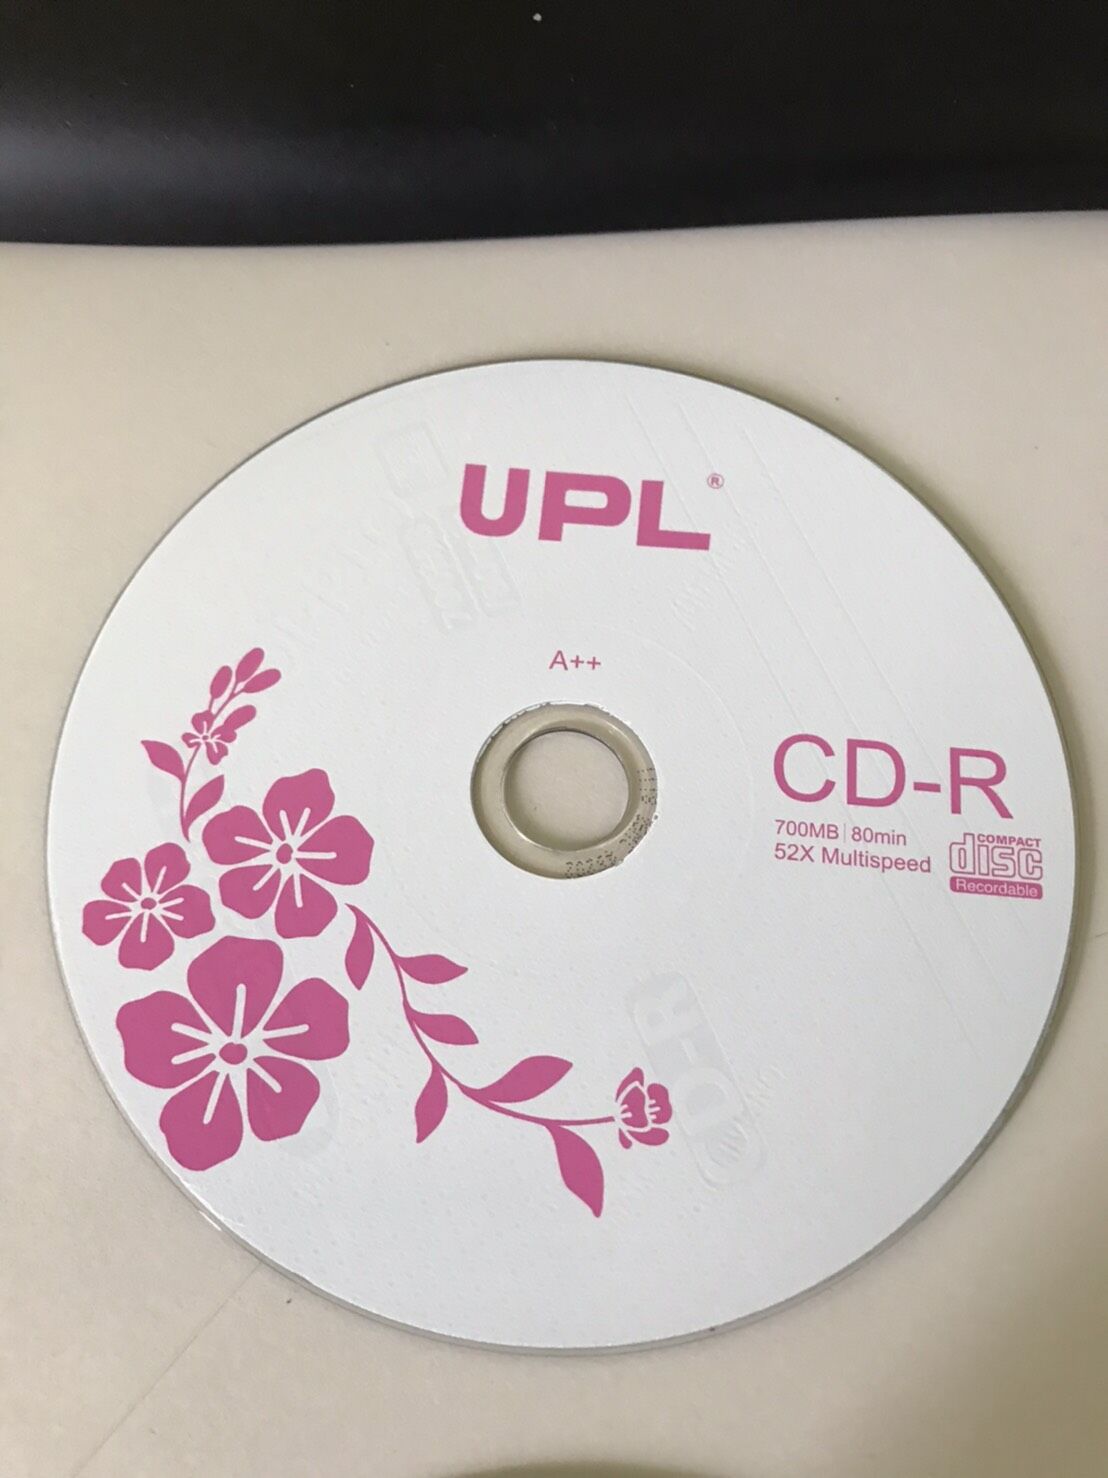 UPL®
A++
CD-R
700MB | 80min
52X Multispeed
COMPACT
disc
Recordable